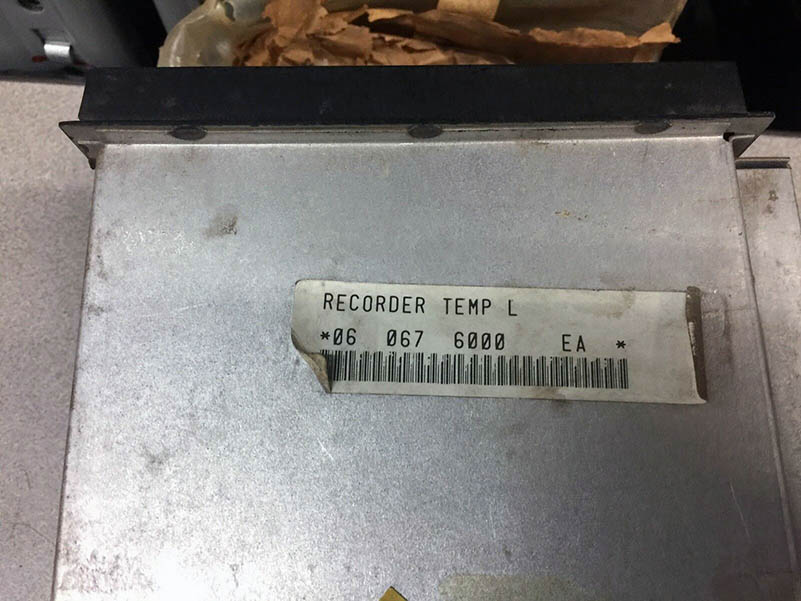 RECORDER TEMP L
*06 067 6000 EA *